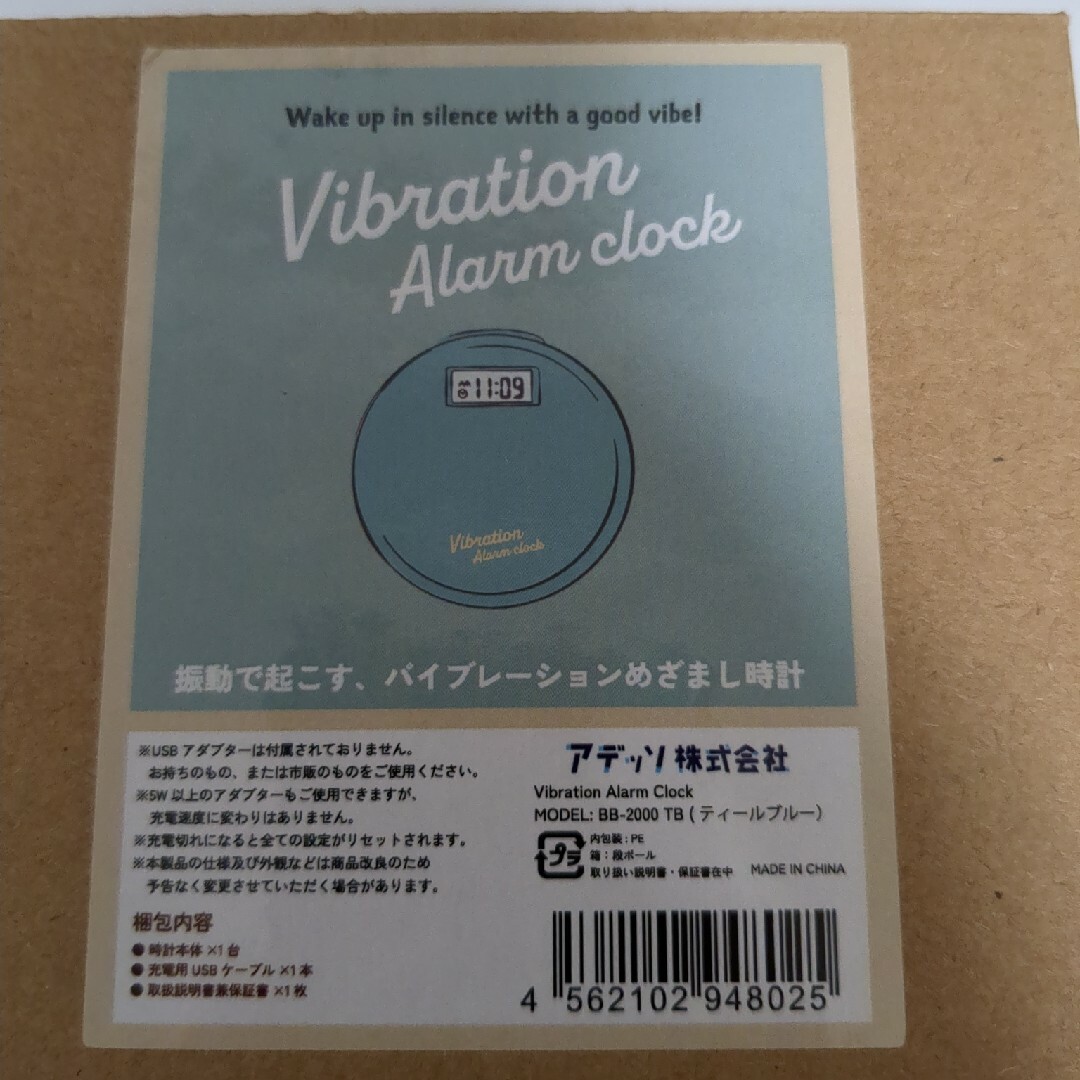 Wake up in silence with a good vibe!
Vibration
Alarm clock
11:09
Vibration
Alarm clock
振動で起こす、バイブレーションめざまし時計
※USB アダプターは付属されておりません。
お持ちのもの、または市販のものをご使用ください。
※5W 以上のアダプターもご使用できますが、
充電速度に変わりはありません。
※充電切れになると全ての設定がリセットされます。
※本製品の仕様及び外観などは商品改良のため
予告なく変更させていただく場合があります。
梱包内容
●時計本体 ×1台
●充電用 USB ケーブル ×1本
●取扱説明書兼保証書 ×1枚
アデッソ株式会社
Vibration Alarm Clock
MODEL: BB-2000 TB (ティールブルー)
プラ
内包装 : PE
箱 : 段ボール
取り扱い説明書・保証書在中 MADE IN CHINA
4 562102 948025